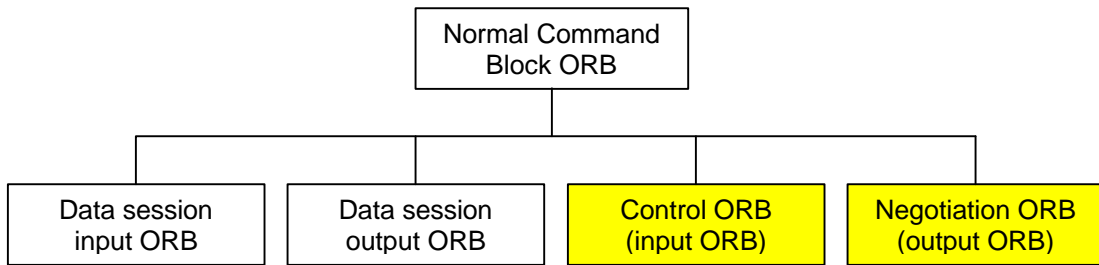 Normal Command
Block ORB
Data session
input ORB
Data session
output ORB
Control ORB
(input ORB)
Negotiation ORB
(output ORB)